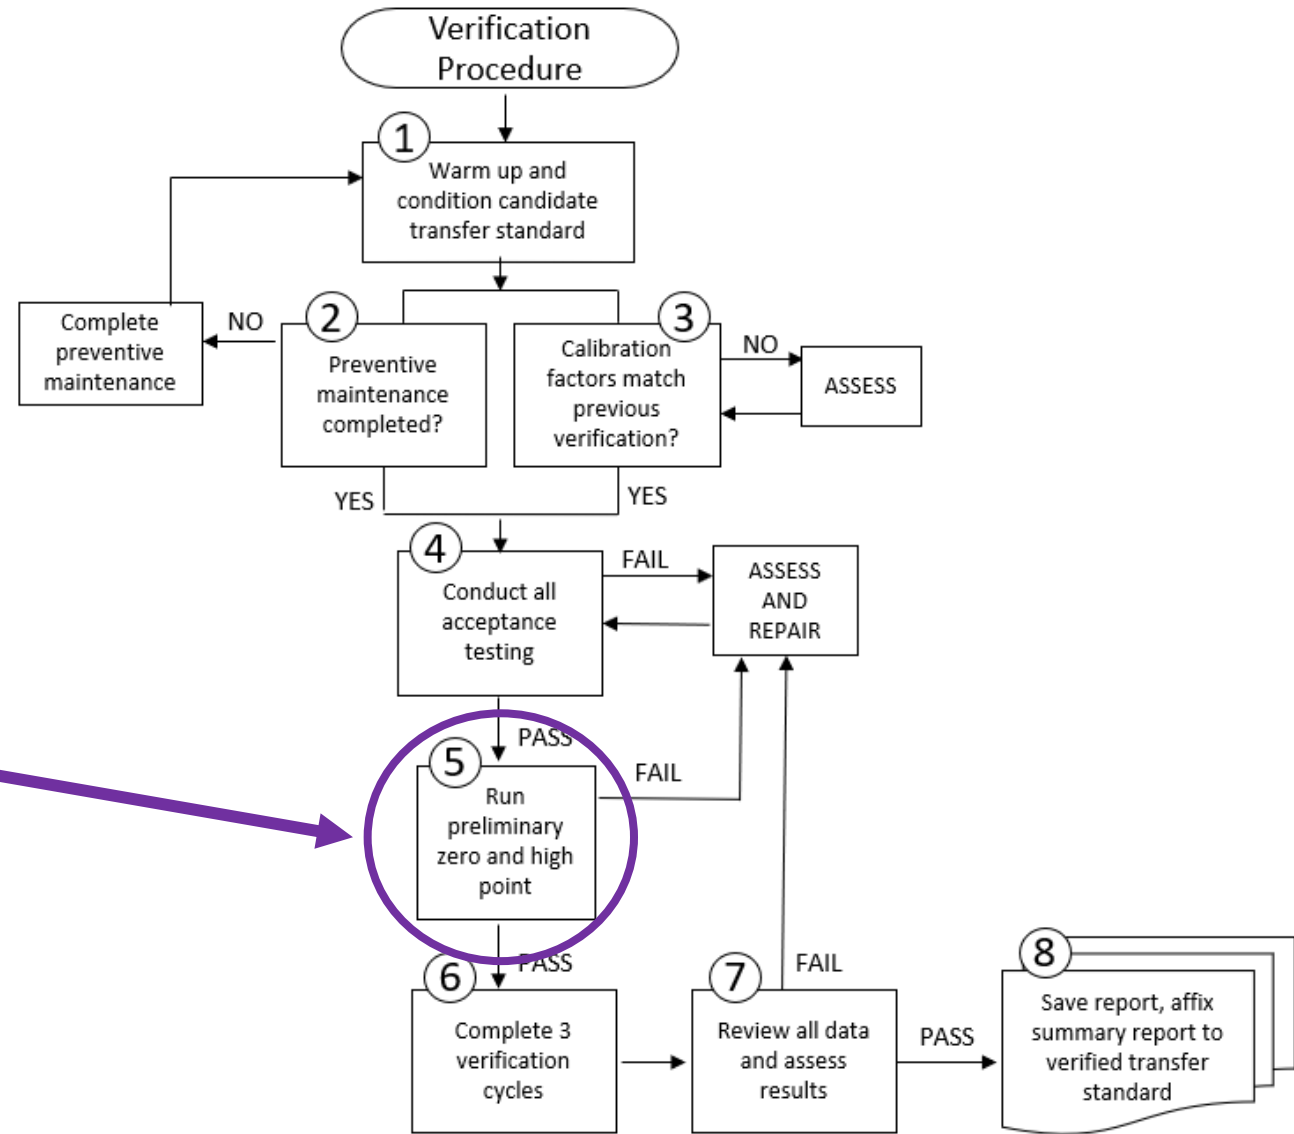 Verification
Procedure
1
Warm up and
condition candidate
transfer standard
Complete
preventive
maintenance
NO
2
Preventive
maintenance
completed?
YES
3
Calibration
factors match
previous
verification?
NO
ASSESS
YES
4
Conduct all
acceptance
testing
FAIL
ASSESS
AND
REPAIR
PASS
5
Run
preliminary
zero and high
point
FAIL
PASS
6
Complete 3
verification
cycles
7
Review all data
and assess
results
FAIL
PASS
8
Save report, affix
summary report to
verified transfer
standard